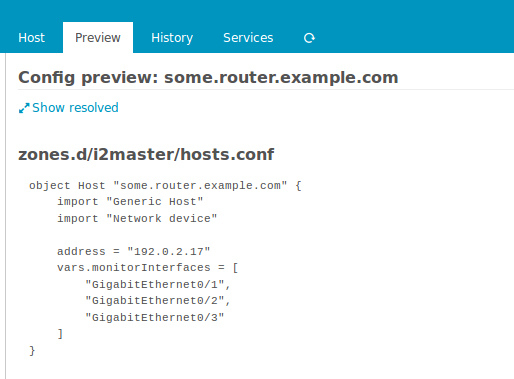 Host Preview History Services
Config preview: some.router.example.com
Show resolved
zones.d/i2master/hosts.conf
object Host "some.router.example.com" {
    import "Generic Host"
    import "Network device"

    address = "192.0.2.17"
    vars.monitorInterfaces = [
        "GigabitEthernet0/1",
        "GigabitEthernet0/2",
        "GigabitEthernet0/3"
    ]
}